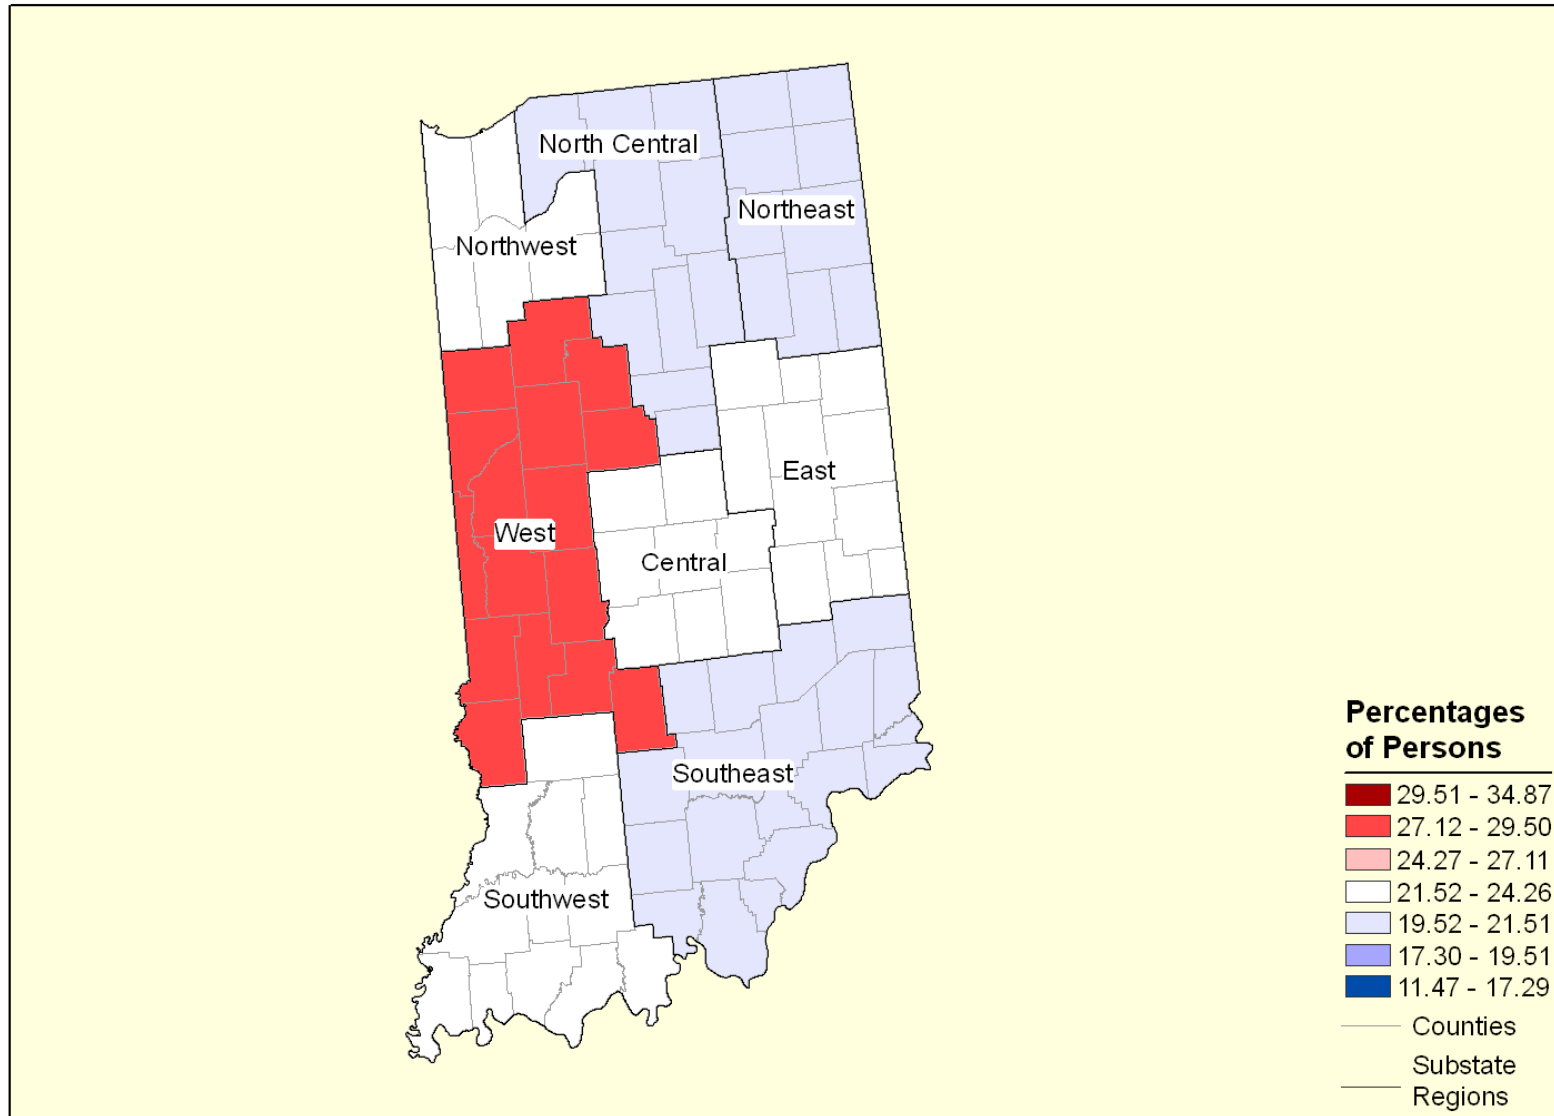 North Central
Northeast
Northwest
East
West
Central
Southeast
Southwest
Percentages
of Persons
29.51 - 34.87
27.12 - 29.50
24.27 - 27.11
21.52 - 24.26
19.52 - 21.51
17.30 - 19.51
11.47 - 17.29
Counties
Substate
Regions